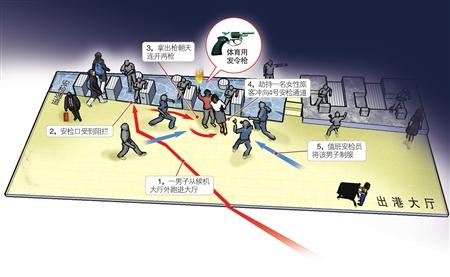 3，拿出枪朝天
连开两枪
体育用
发令枪
4，劫持一名女性旅
客冲向4号安检通道
安检通道
2，安检口受到阻拦
5，值班安检员
将该男子制服
1，一男子从候机
大厅外跑进大厅
出港大厅